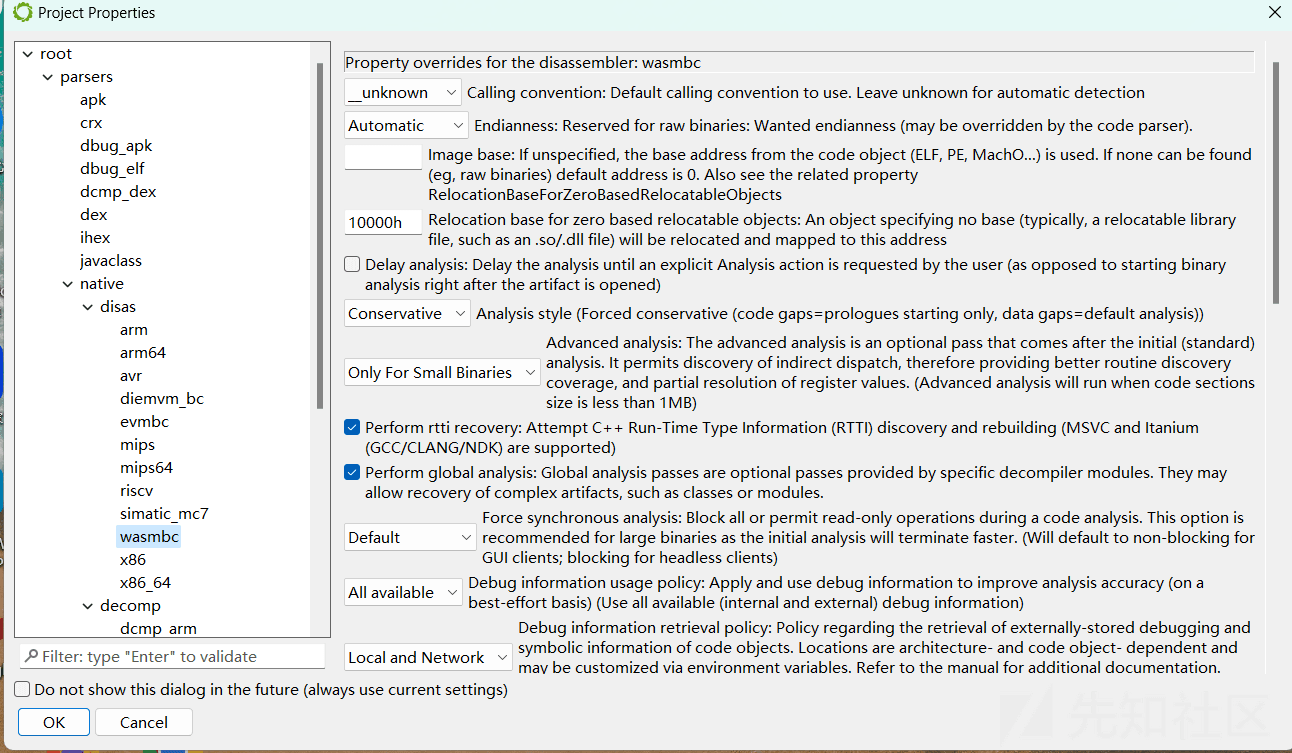 Project Properties
root
parsers
apk
crx
dbug_apk
dbug_elf
dcmp_dex
dex
ihex
javaclass
native
disas
arm
arm64
avr
diemvm_bc
evmbc
mips
mips64
riscv
simatic_mc7
wasmbc
x86
x86_64
decomp
dcmp_arm
Filter: type "Enter" to validate
Property overrides for the disassembler: wasmbc
__unknown Calling convention: Default calling convention to use. Leave unknown for automatic detection
Automatic Endianness: Reserved for raw binaries: Wanted endianness (may be overridden by the code parser).
Image base: If unspecified, the base address from the code object (ELF, PE, MachO...) is used. If none can be found
(eg, raw binaries) default address is 0. Also see the related property
RelocationBaseForZeroBasedRelocatableObjects
10000h Relocation base for zero based relocatable objects: An object specifying no base (typically, a relocatable library
file, such as an .so/.dll file) will be relocated and mapped to this address
Delay analysis: Delay the analysis until an explicit Analysis action is requested by the user (as opposed to starting binary
analysis right after the artifact is opened)
Conservative Analysis style (Forced conservative (code gaps=prologues starting only, data gaps=default analysis))
Only For Small Binaries Advanced analysis: The advanced analysis is an optional pass that comes after the initial (standard)
analysis. It permits discovery of indirect dispatch, therefore providing better routine discovery
coverage, and partial resolution of register values. (Advanced analysis will run when code sections
size is less than 1MB)
Perform rtti recovery: Attempt C++ Run-Time Type Information (RTTI) discovery and rebuilding (MSVC and Itanium
(GCC/CLANG/NDK) are supported)
Perform global analysis: Global analysis passes are optional passes provided by specific decompiler modules. They may
allow recovery of complex artifacts, such as classes or modules.
Default Force synchronous analysis: Block all or permit read-only operations during a code analysis. This option is
recommended for large binaries as the initial analysis will terminate faster. (Will default to non-blocking for
GUI clients; blocking for headless clients)
All available Debug information usage policy: Apply and use debug information to improve analysis accuracy (on a
best-effort basis) (Use all available (internal and external) debug information)
Local and Network Debug information retrieval policy: Policy regarding the retrieval of externally-stored debugging and
symbolic information of code objects. Locations are architecture- and code object- dependent and
may be customized via environment variables. Refer to the manual for additional documentation.
Do not show this dialog in the future (always use current settings)
OK Cancel
先知社区